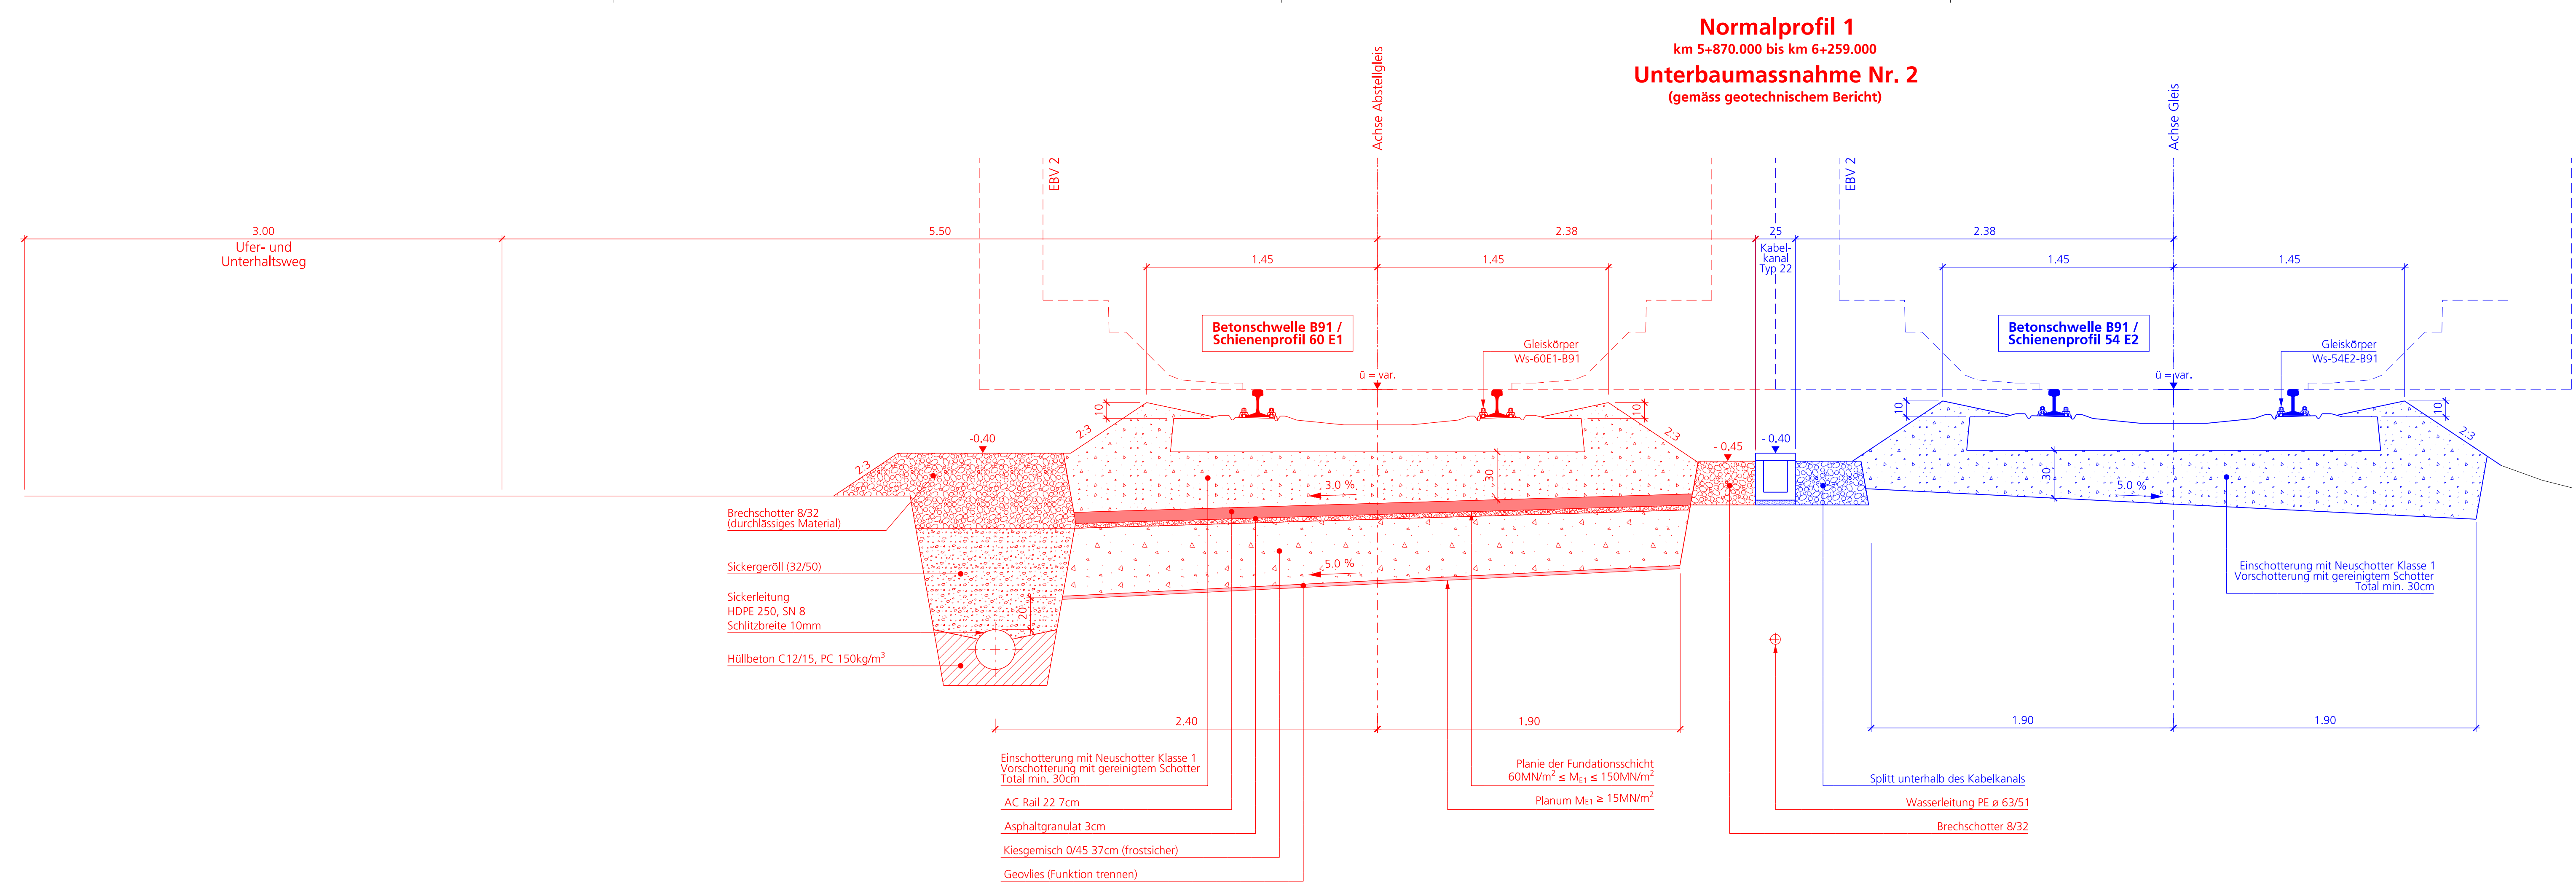 Normalprofil 1
km 5+870.000 bis km 6+259.000
Unterbaumassnahme Nr. 2
(gemäss geotechnischem Bericht)
Achse Abstellgleis
Achse Gleis
EBV 2
EBV 2
3.00
Ufer- und
Unterhaltsweg
5.50
2.38
25
Kabel-
kanal
Typ 22
2.38
1.45
1.45
1.45
1.45
Betonschwelle B91 /
Schienenprofil 60 E1
Gleiskörper
Ws-60E1-B91
Betonschwelle B91 /
Schienenprofil 54 E2
Gleiskörper
Ws-54E2-B91
ü = var.
ü = var.
10
10
10
10
2:3
2:3
2:3
2:3
-0,40
- 0,45
- 0,40
30
30
3.0 %
5.0 %
5.0 %
20
Brechschotter 8/32
(durchlässiges Material)
Sickergeröll (32/50)
Sickerleitung
HDPE 250, SN 8
Schlitzbreite 10mm
Hüllbeton C12/15, PC 150kg/m³
Einschotterung mit Neuschotter Klasse 1
Vorschotterung mit gereinigtem Schotter
Total min. 30cm
2.40
1.90
1.90
1.90
Einschotterung mit Neuschotter Klasse 1
Vorschotterung mit gereinigtem Schotter
Total min. 30cm
AC Rail 22 7cm
Asphaltgranulat 3cm
Kiesgemisch 0/45 37cm (frostsicher)
Geovlies (Funktion trennen)
Planie der Fundationsschicht
60MN/m² ≤ ME1 ≤ 150MN/m²
Planum ME1 ≥ 15MN/m²
Splitt unterhalb des Kabelkanals
Wasserleitung PE ø 63/51
Brechschotter 8/32